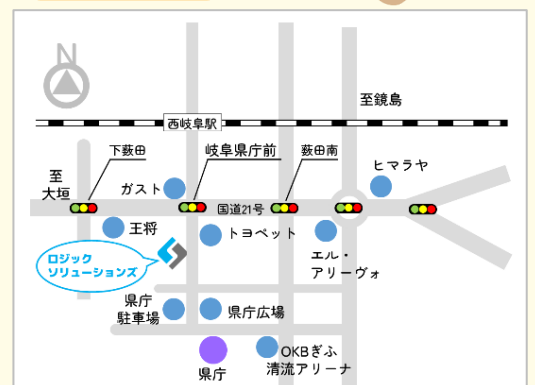 N
至鏡島
西岐阜駅
下薮田
岐阜県庁前
薮田南
ヒマラヤ
至
大垣
ガスト
国道21号
王将
トヨペット
エル・
アリーヴォ
ロジック
ソリューションズ
県庁
駐車場
県庁広場
OKBぎふ
清流アリーナ
県庁